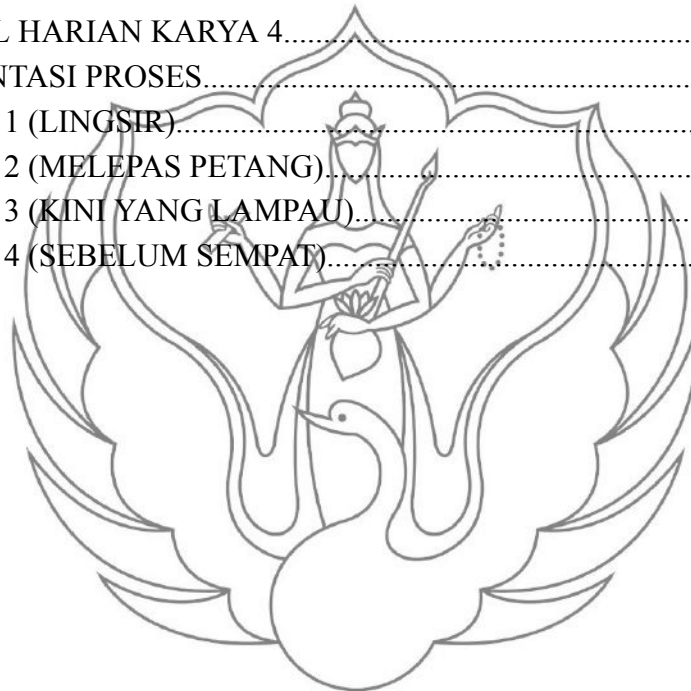 L HARIAN KARYA 4..................................................................
NTASI PROSES..................................................................................
1 (LINGSIR)........................................................................................
2 (MELEPAS PETANG)................................................................
3 (KINI YANG LAMPAU)...........................................................
4 (SEBELUM SEMPAT)................................................................